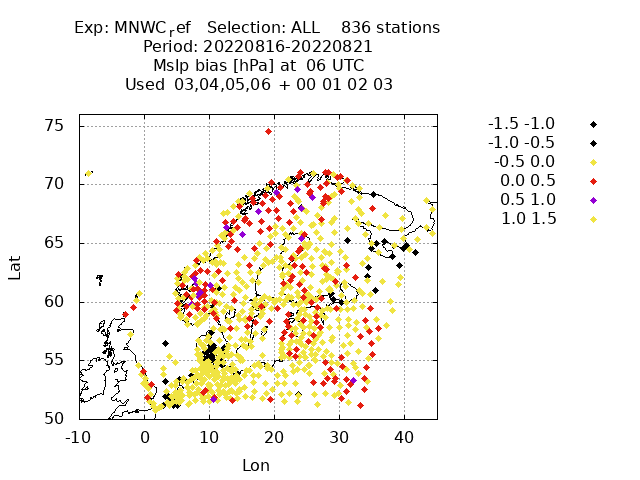 Exp: MNWCref   Selection: ALL    836 stations
Period: 20220816-20220821
Mslp bias [hPa] at  06 UTC
Used  03,04,05,06  + 00 01 02 03
-1.5 -1.0
-1.0 -0.5
-0.5 0.0
0.0 0.5
0.5 1.0
1.0 1.5
75
70
65
60
55
50
Lat
-10 0 10 20 30 40
Lon